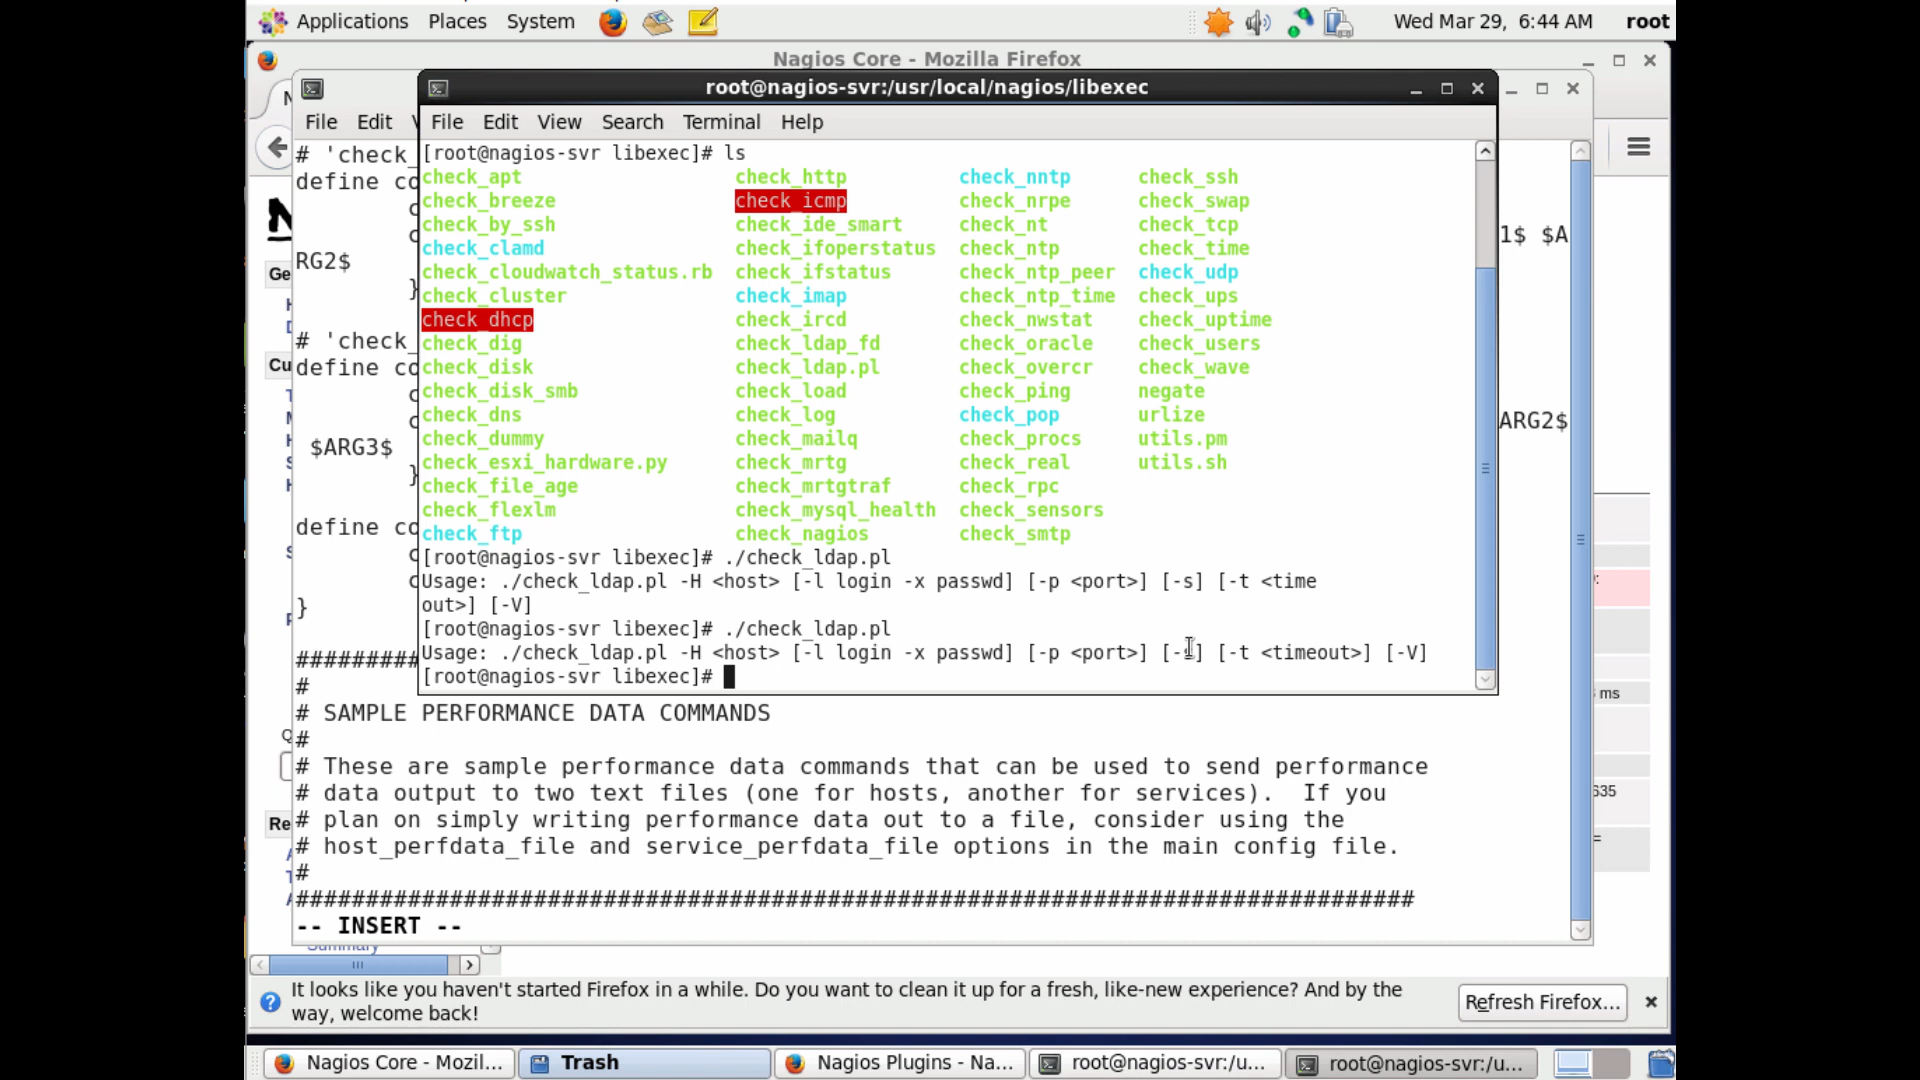 Applications Places System Wed Mar 29, 6:44 AM root
Nagios Core - Mozilla Firefox
root@nagios-svr:/usr/local/nagios/libexec
File Edit
File Edit View Search Terminal Help
[root@nagios-svr libexec]# ls
check_apt check_http check_nntp check_ssh
check_breeze check_icmp check_nrpe check_swap
check_by_ssh check_ide_smart check_nt check_tcp
check_clamd check_ifoperstatus check_ntp check_time
check_cloudwatch_status.rb check_ifstatus check_ntp_peer check_udp
check_cluster check_imap check_ntp_time check_ups
check_dhcp check_ircd check_nwstat check_uptime
check_dig check_ldap_fd check_oracle check_users
check_disk check_ldap.pl check_overcr check_wave
check_disk_smb check_load check_ping negate
check_dns check_log check_pop urlize
check_dummy check_mailq check_procs utils.pm
check_esxi_hardware.py check_mrtg check_real utils.sh
check_file_age check_mrtgtraf check_rpc
check_flexlm check_mysql_health check_sensors
check_ftp check_nagios check_smtp
[root@nagios-svr libexec]# ./check_ldap.pl
Usage: ./check_ldap.pl -H <host> [-l login -x passwd] [-p <port>] [-s] [-t <time
out>] [-V]
[root@nagios-svr libexec]# ./check_ldap.pl
Usage: ./check_ldap.pl -H <host> [-l login -x passwd] [-p <port>] [-s] [-t <timeout>] [-V]
[root@nagios-svr libexec]#
# 'check_
define co
1$ $A
RG2$
}
# 'check_
define co
ARG2$
$ARG3$
}
define co
}
#########
#
# SAMPLE PERFORMANCE DATA COMMANDS
#
# These are sample performance data commands that can be used to send performance
# data output to two text files (one for hosts, another for services). If you
# plan on simply writing performance data out to a file, consider using the
# host_perfdata_file and service_perfdata_file options in the main config file.
#
################################################################################
-- INSERT --
Ge
Cu
Re
ms
635
Summary
It looks like you haven't started Firefox in a while. Do you want to clean it up for a fresh, like-new experience? And by the
way, welcome back!
Refresh Firefox...
Nagios Core - Mozil... Trash Nagios Plugins - Na... root@nagios-svr:/u... root@nagios-svr:/u...